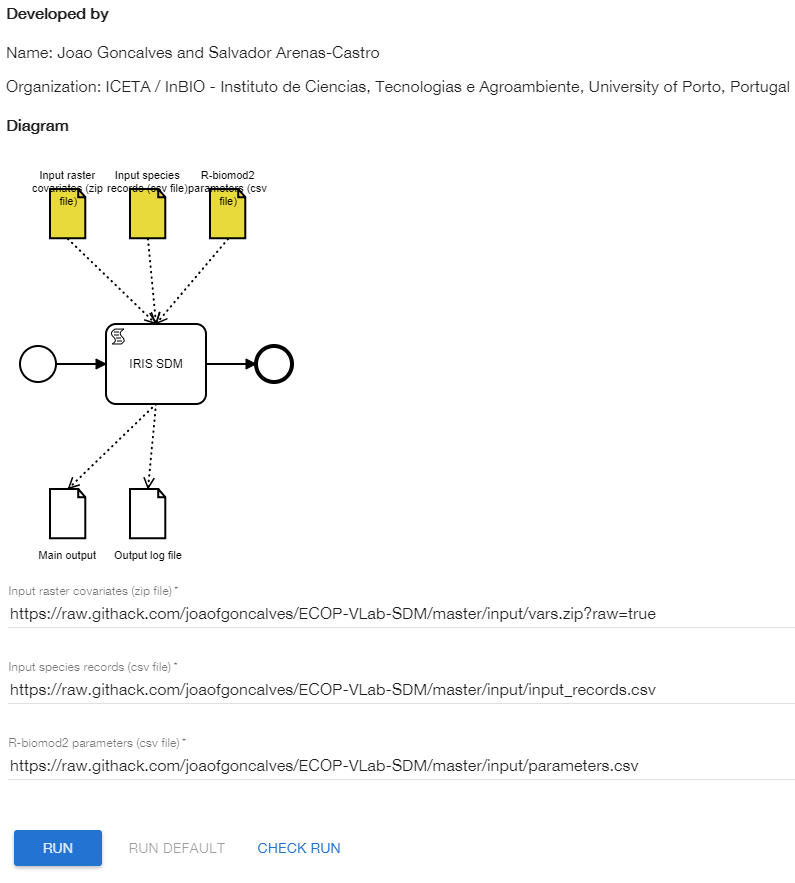 Developed by
Name: Joao Goncalves and Salvador Arenas-Castro
Organization: ICETA / InBIO - Instituto de Ciencias, Tecnologias e Agroambiente, University of Porto, Portugal
Diagram
Input raster
covariates (zip
file)
Input species
records (csv file)
R-biomod2
parameters (csv
file)
IRIS SDM
Main output
Output log file
Input raster covariates (zip file) *
https://raw.githack.com/joaofgoncalves/ECOP-VLab-SDM/master/input/vars.zip?raw=true
Input species records (csv file) *
https://raw.githack.com/joaofgoncalves/ECOP-VLab-SDM/master/input/input_records.csv
R-biomod2 parameters (csv file) *
https://raw.githack.com/joaofgoncalves/ECOP-VLab-SDM/master/input/parameters.csv
RUN
RUN DEFAULT
CHECK RUN